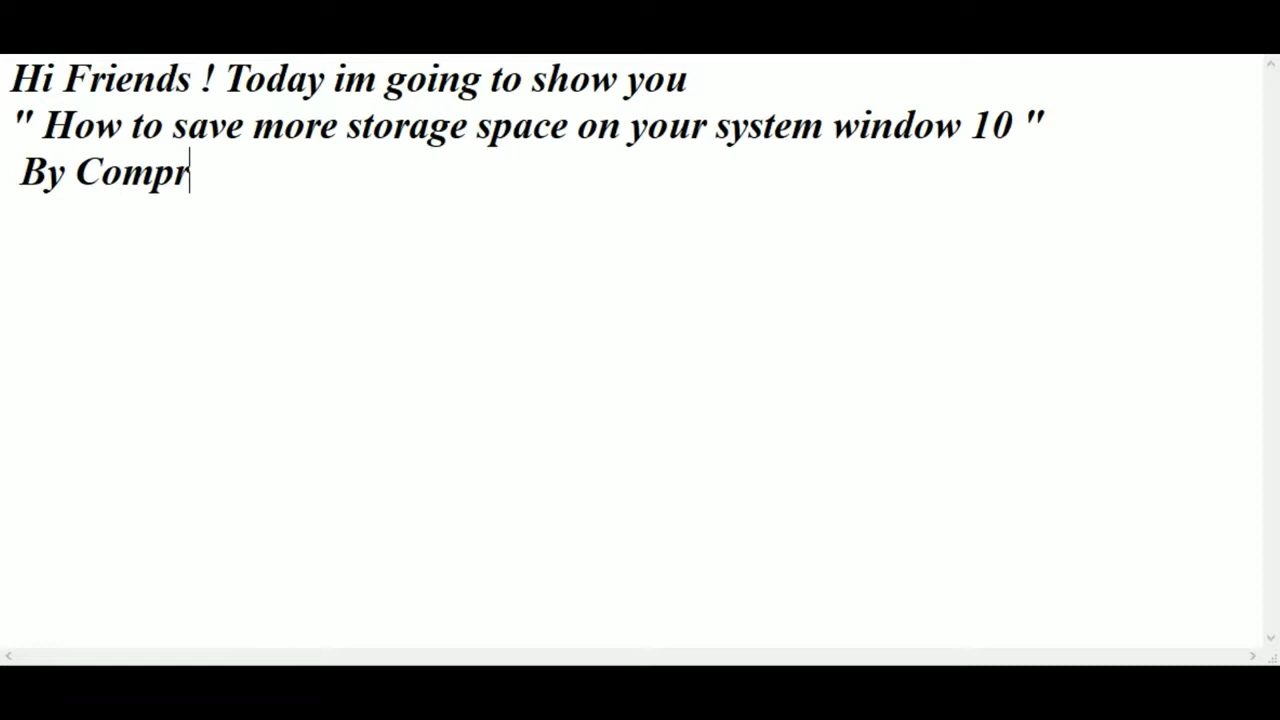 Hi Friends ! Today im going to show you
" How to save more storage space on your system window 10 "
By Compr